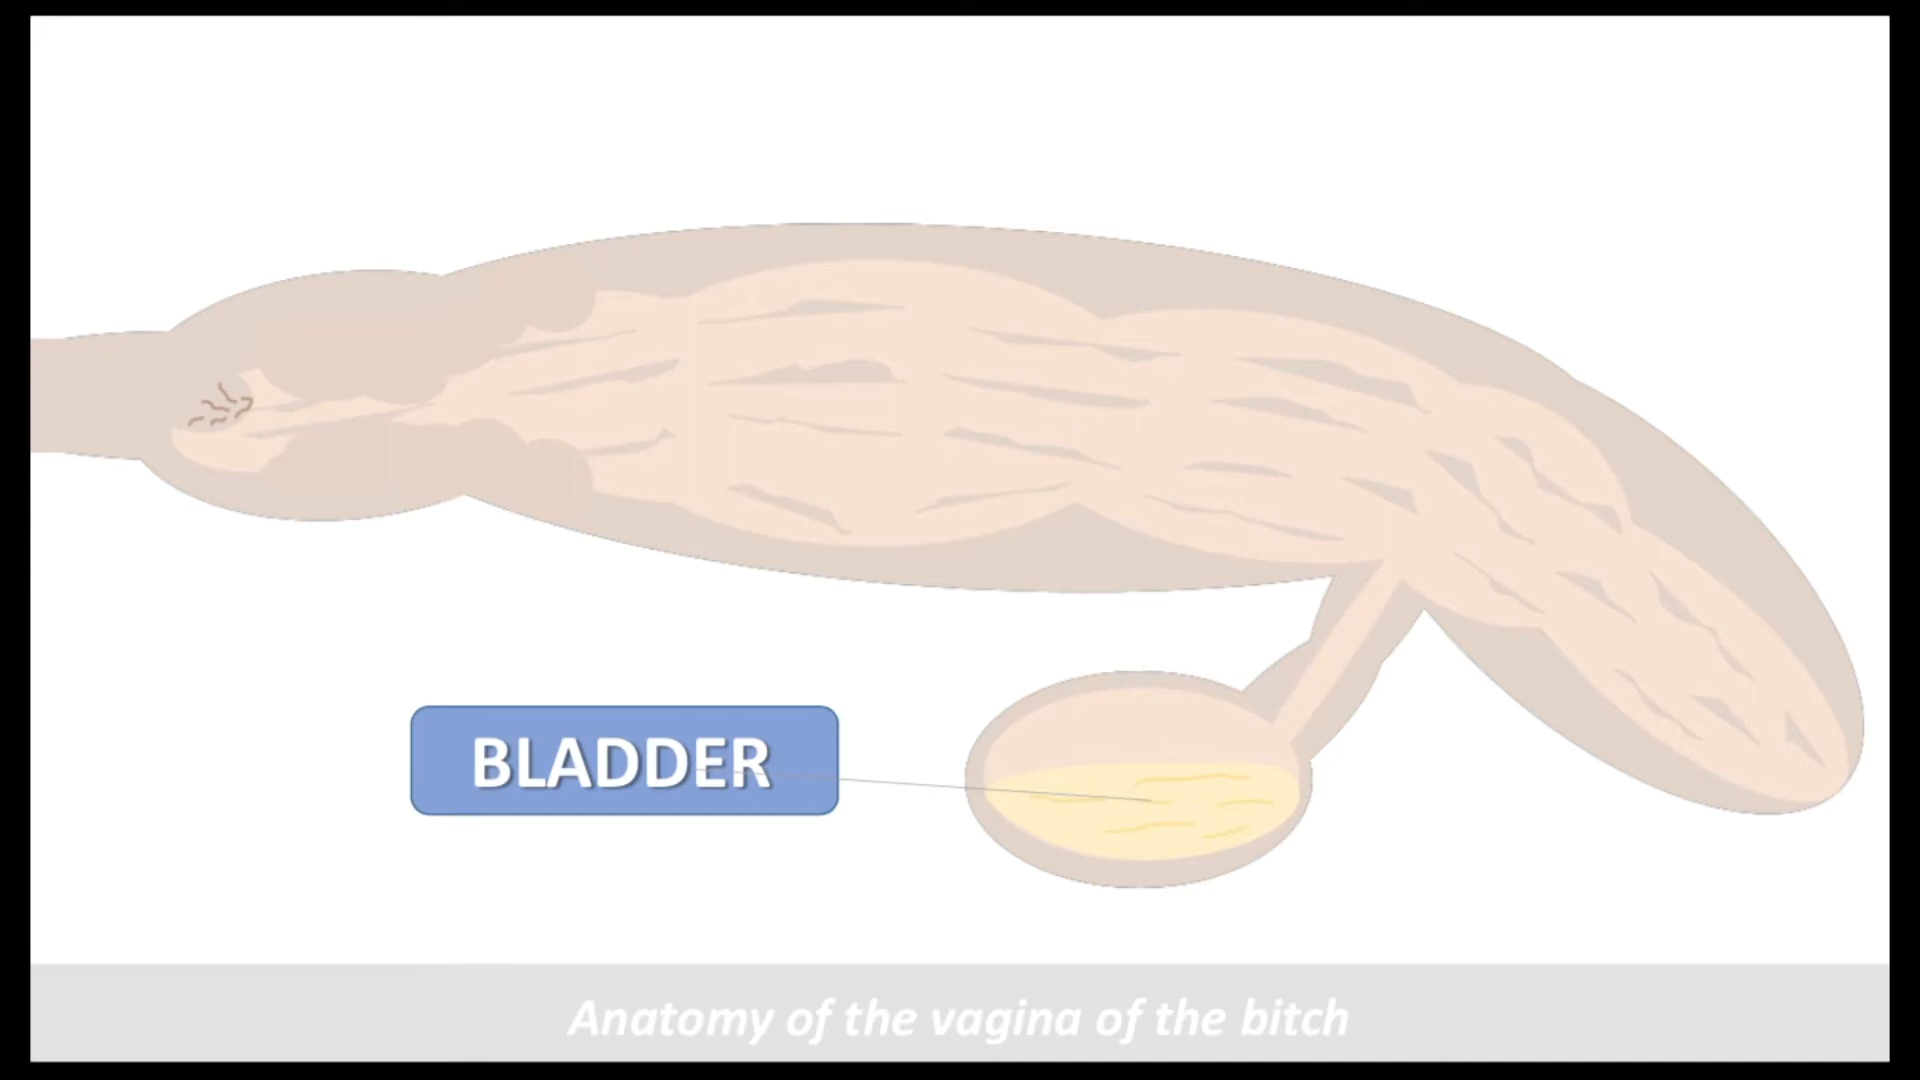 BLADDER
Anatomy of the vagina of the bitch